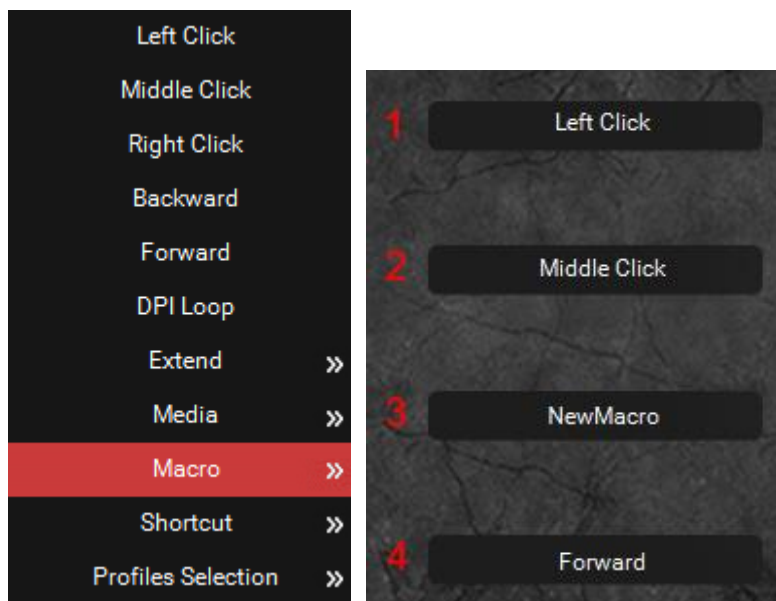 Left Click
Middle Click
Right Click
Backward
Forward
DPI Loop
Extend »
Media »
Macro »
Shortcut »
Profiles Selection »
1 Left Click
2 Middle Click
3 NewMacro
4 Forward